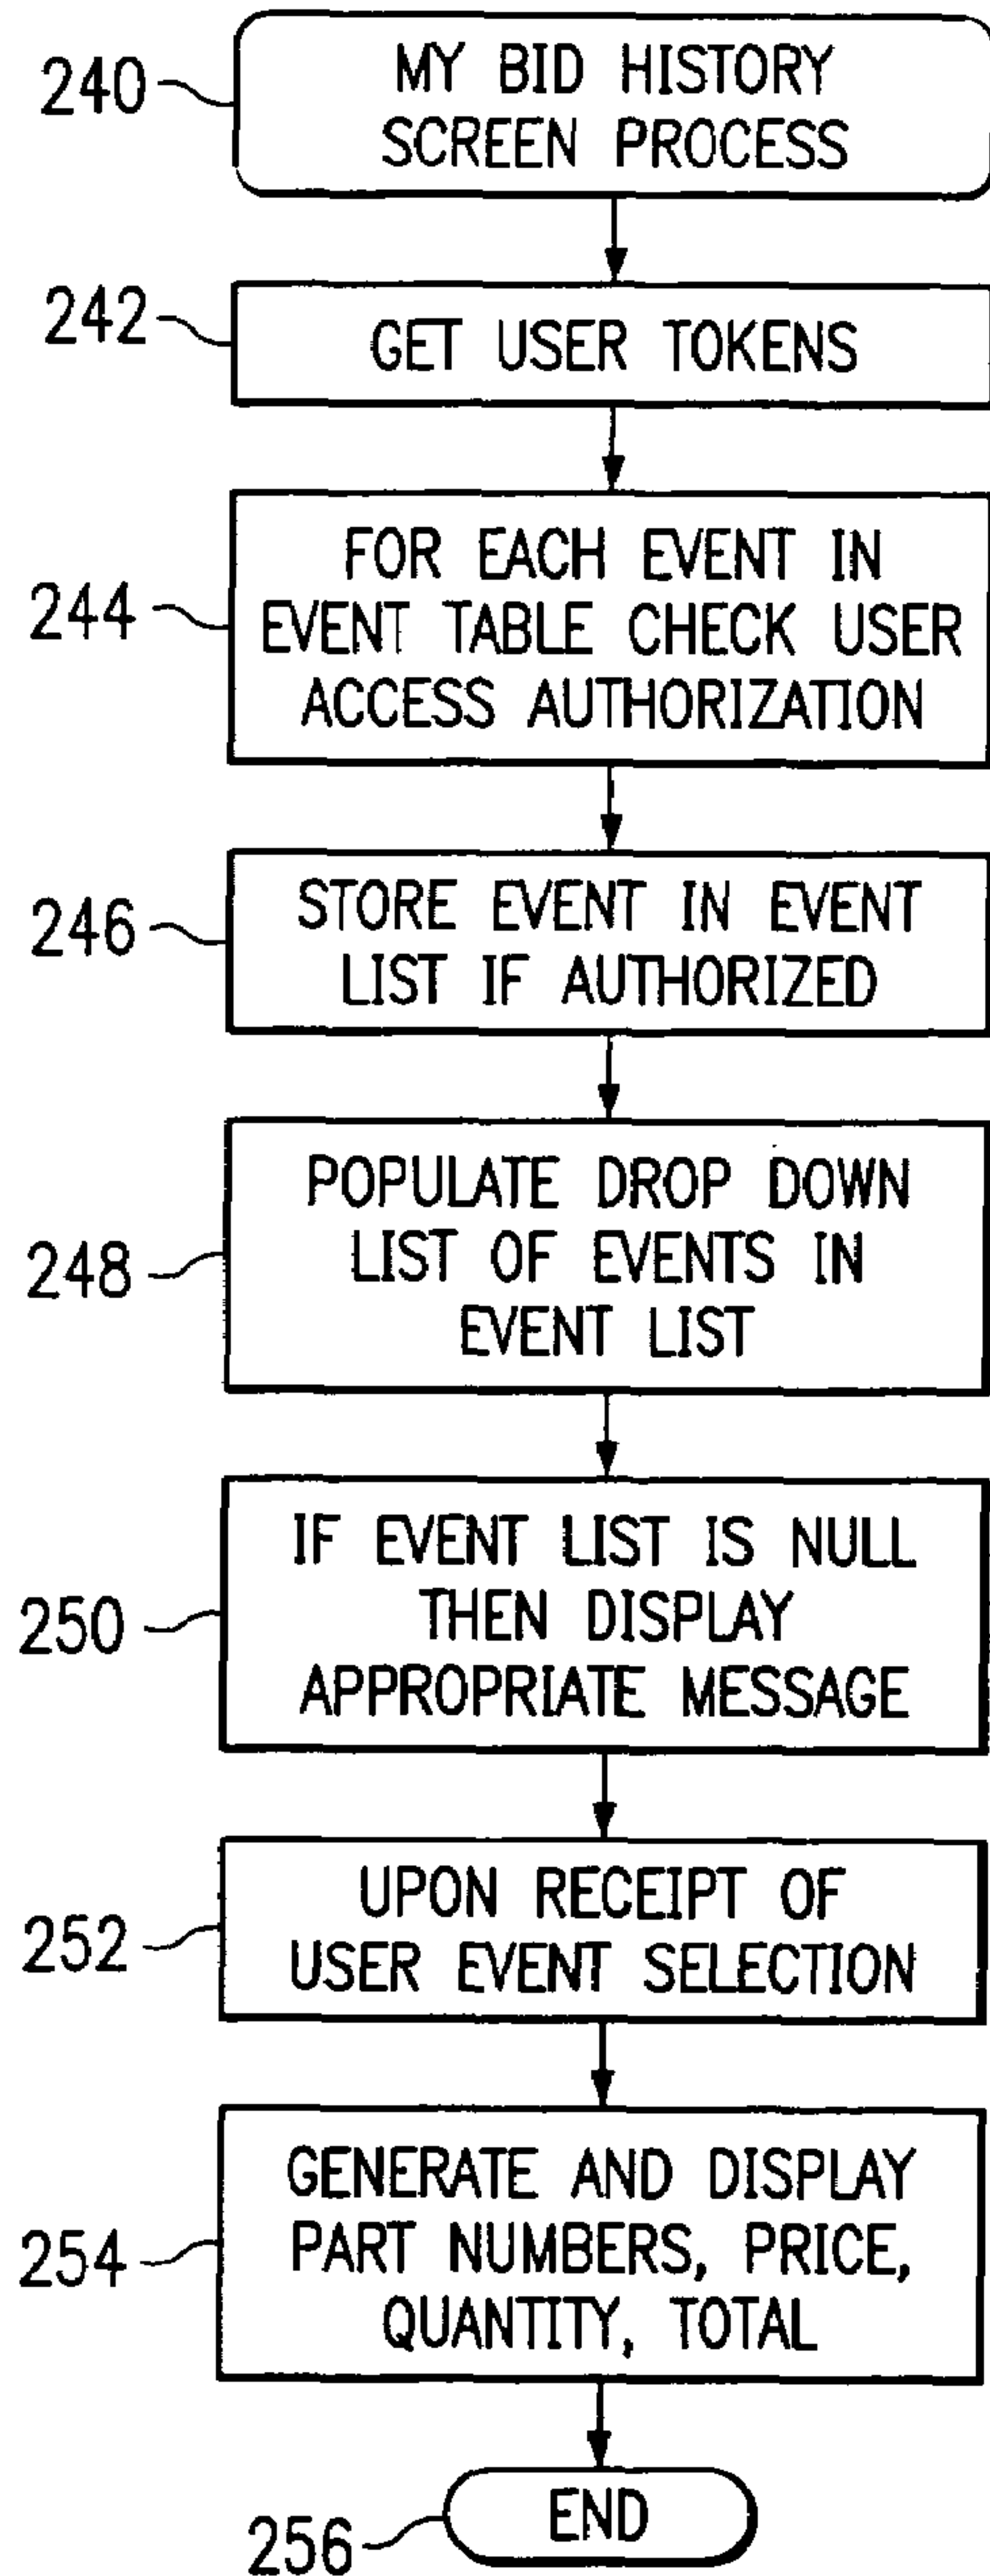 240
MY BID HISTORY
SCREEN PROCESS
242
GET USER TOKENS
244
FOR EACH EVENT IN
EVENT TABLE CHECK USER
ACCESS AUTHORIZATION
246
STORE EVENT IN EVENT
LIST IF AUTHORIZED
248
POPULATE DROP DOWN
LIST OF EVENTS IN
EVENT LIST
250
IF EVENT LIST IS NULL
THEN DISPLAY
APPROPRIATE MESSAGE
252
UPON RECEIPT OF
USER EVENT SELECTION
254
GENERATE AND DISPLAY
PART NUMBERS, PRICE,
QUANTITY, TOTAL
256
END